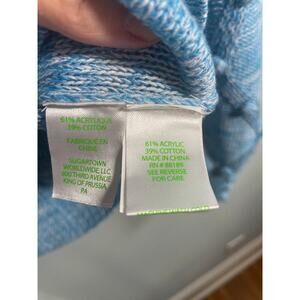 61% ACRYLIQUE
39% COTON
FABRIQUE EN
CHINE
SUGARTOWN
WORLDWIDE, LLC
800 THIRD AVENUE
KING OF PRUSSIA
PA
61% ACRYLIC
39% COTTON
MADE IN CHINA
RN # 88189
SEE REVERSE
FOR CARE